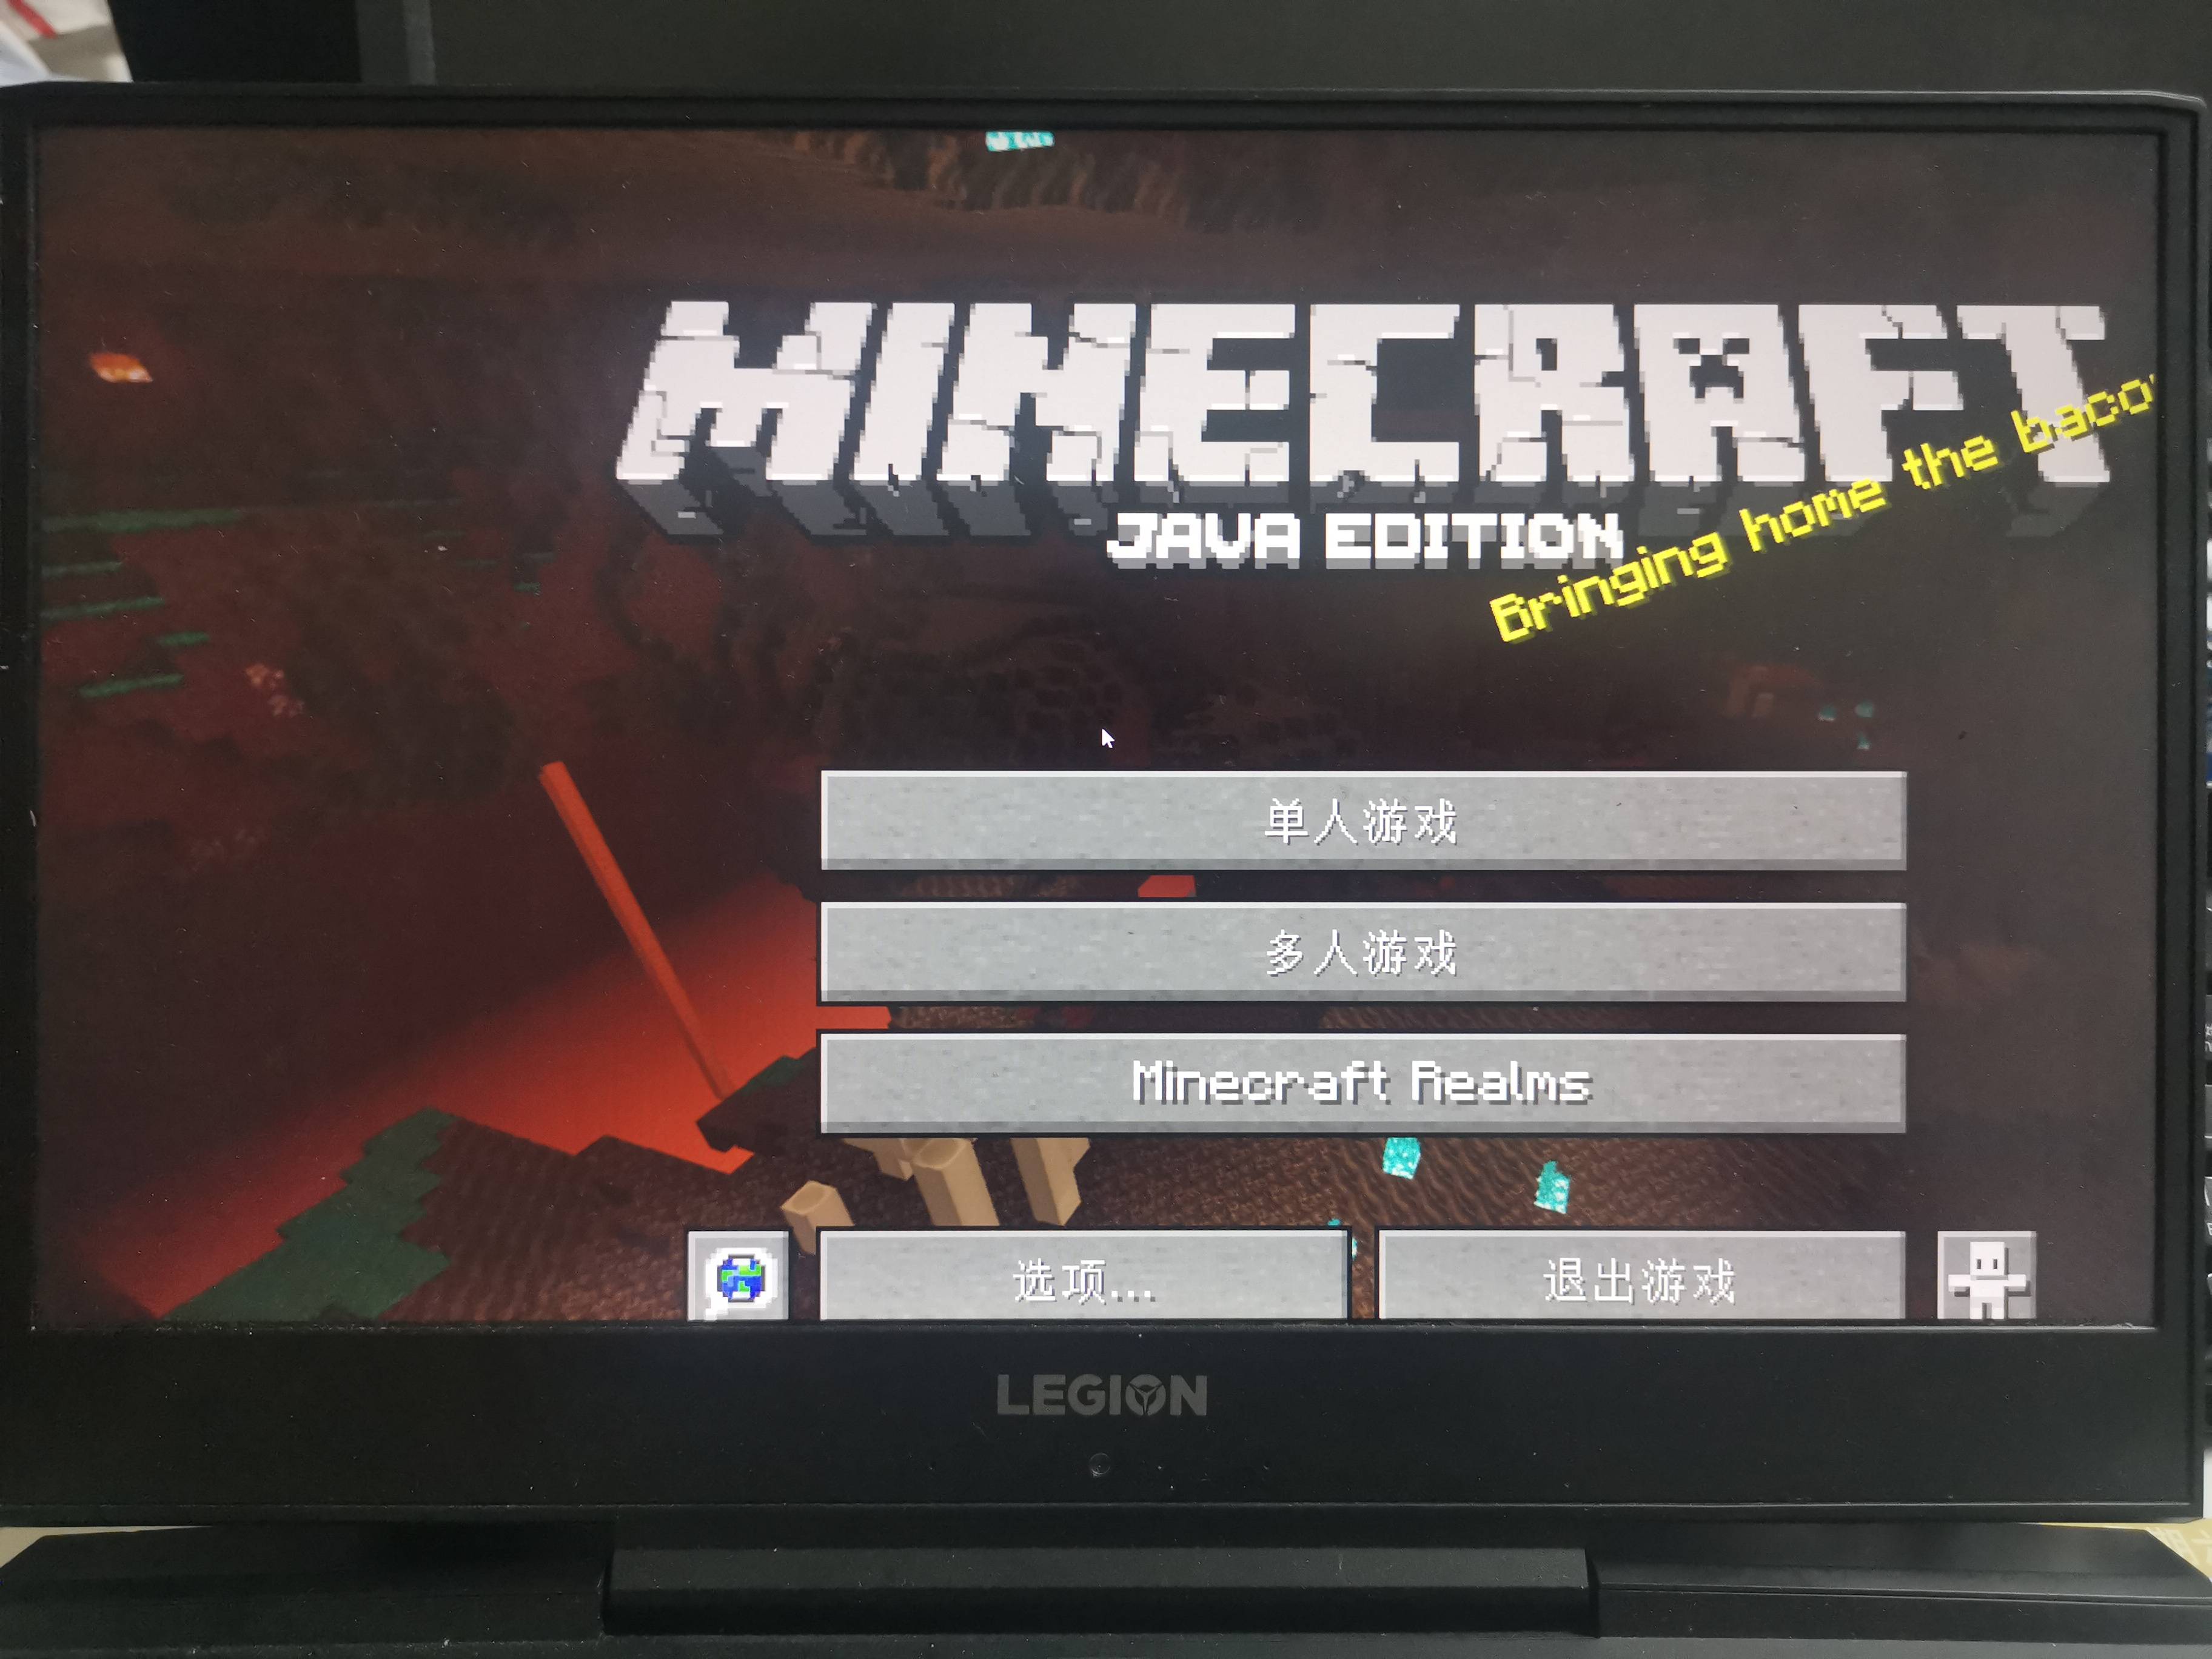 MINECRAFT
JAVA EDITION
Bringing home the baco
单人游戏
多人游戏
Minecraft Realms
选项...
退出游戏
LEGION